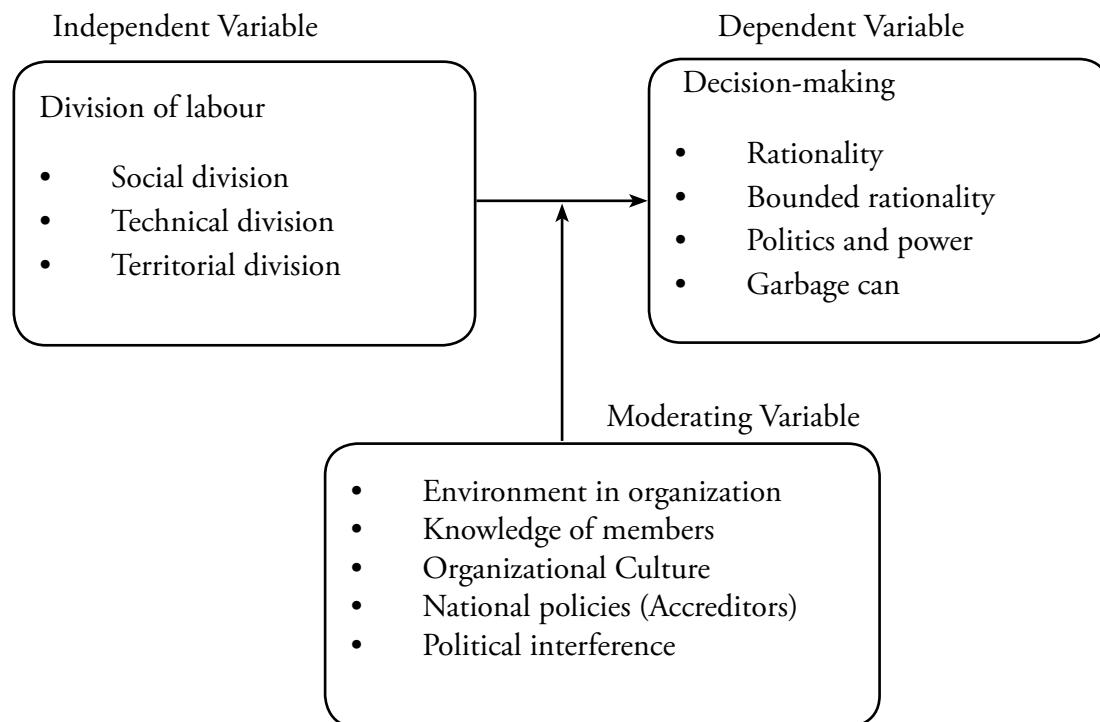 Independent Variable
Dependent Variable
Division of labour
• Social division
• Technical division
• Territorial division
Decision-making
• Rationality
• Bounded rationality
• Politics and power
• Garbage can
Moderating Variable
• Environment in organization
• Knowledge of members
• Organizational Culture
• National policies (Accreditors)
• Political interference